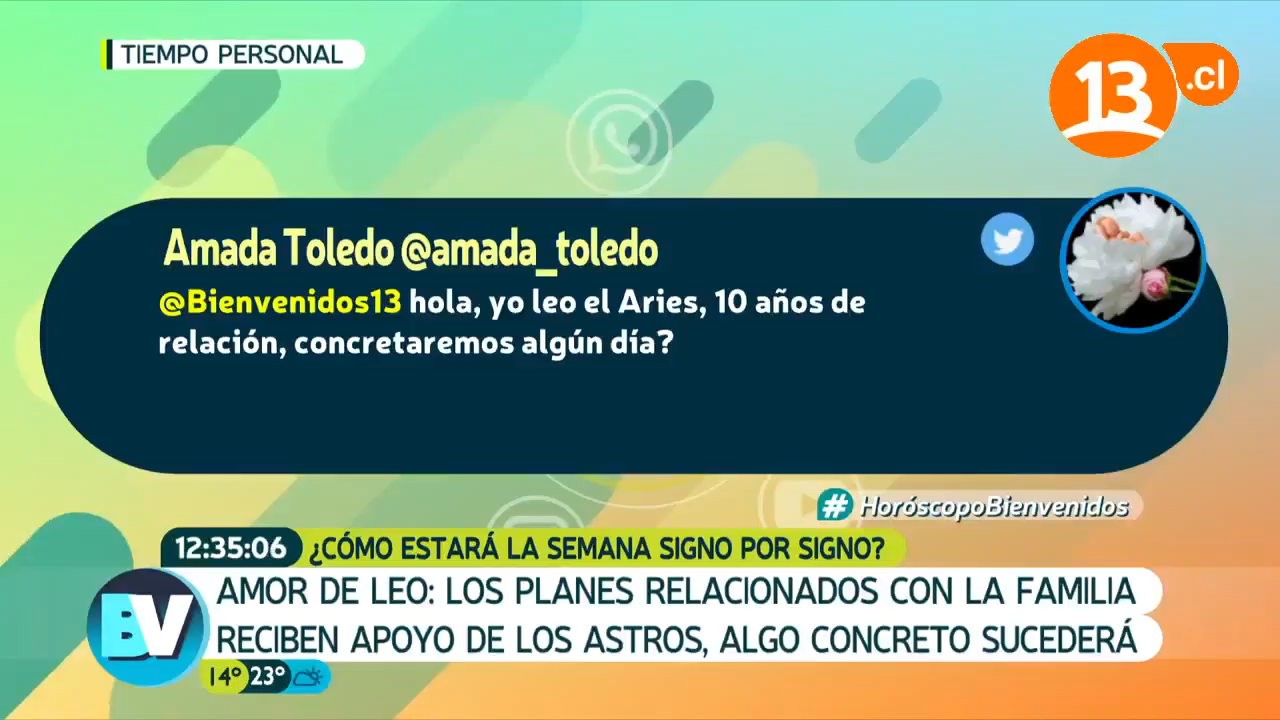 TIEMPO PERSONAL
13
.cl
Amada Toledo @amada_toledo
@Bienvenidos13 hola, yo leo el Aries, 10 años de
relación, concretaremos algún día?
# HoróscopoBienvenidos
12:35:06 ¿CÓMO ESTARÁ LA SEMANA SIGNO POR SIGNO?
BV
AMOR DE LEO: LOS PLANES RELACIONADOS CON LA FAMILIA
RECIBEN APOYO DE LOS ASTROS, ALGO CONCRETO SUCEDERÁ
14° 23°